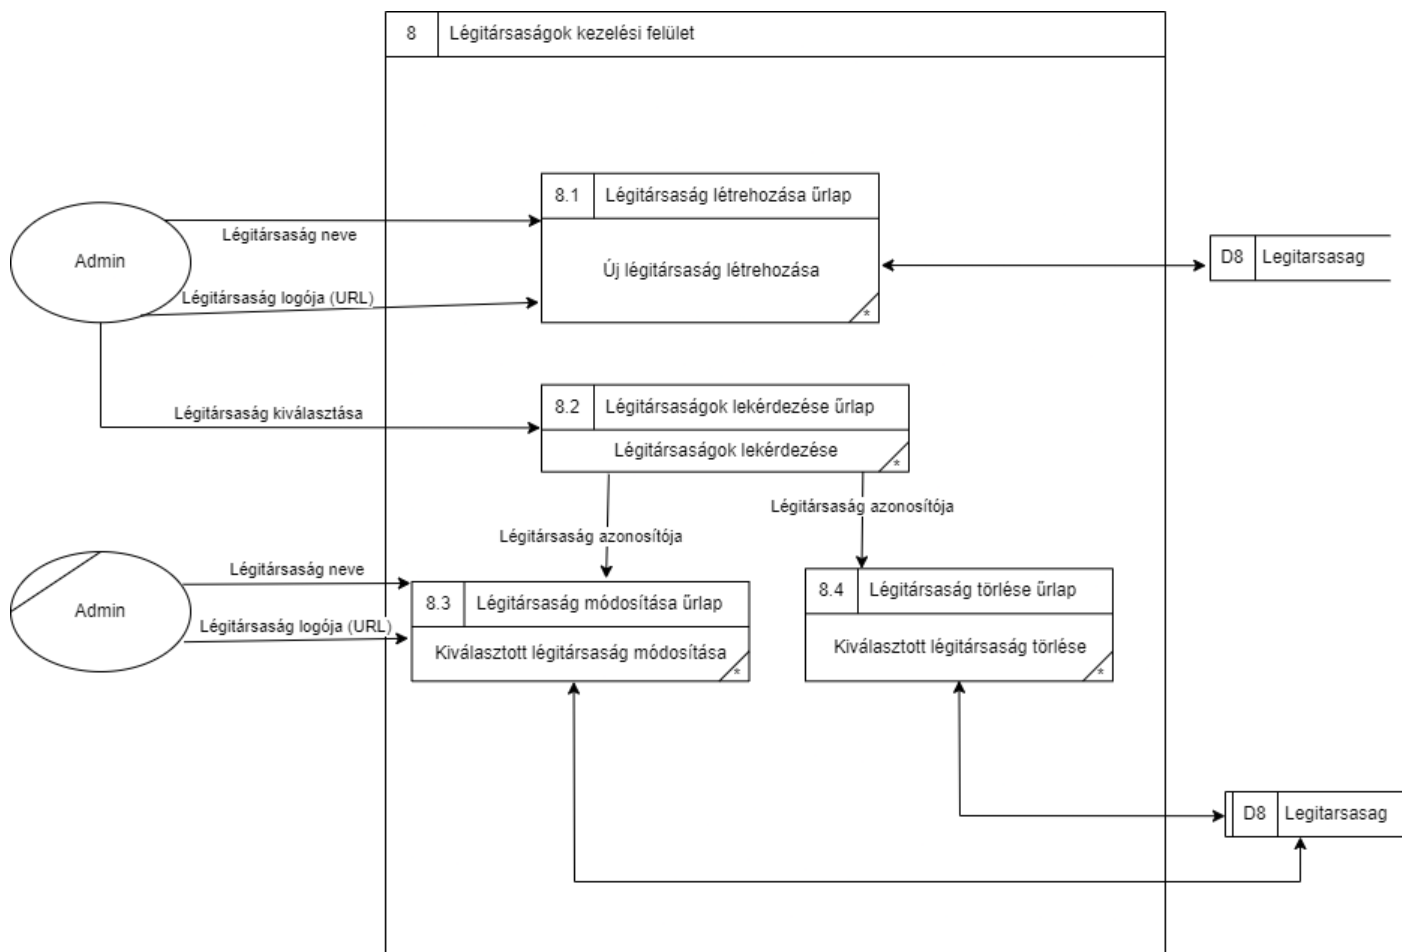 8
Légitársaságok kezelési felület
8.1
Légitársaság létrehozása űrlap
Légitársaság neve
Admin
Új légitársaság létrehozása
D8
Legitarsasag
Légitársaság logója (URL)
*
8.2
Légitársaságok lekérdezése űrlap
Légitársaság kiválasztása
Légitársaságok lekérdezése
*
Légitársaság azonosítója
Légitársaság azonosítója
Légitársaság neve
Admin
8.3
Légitársaság módosítása űrlap
8.4
Légitársaság törlése űrlap
Légitársaság logója (URL)
Kiválasztott légitársaság módosítása
*
Kiválasztott légitársaság törlése
*
D8
Legitarsasag